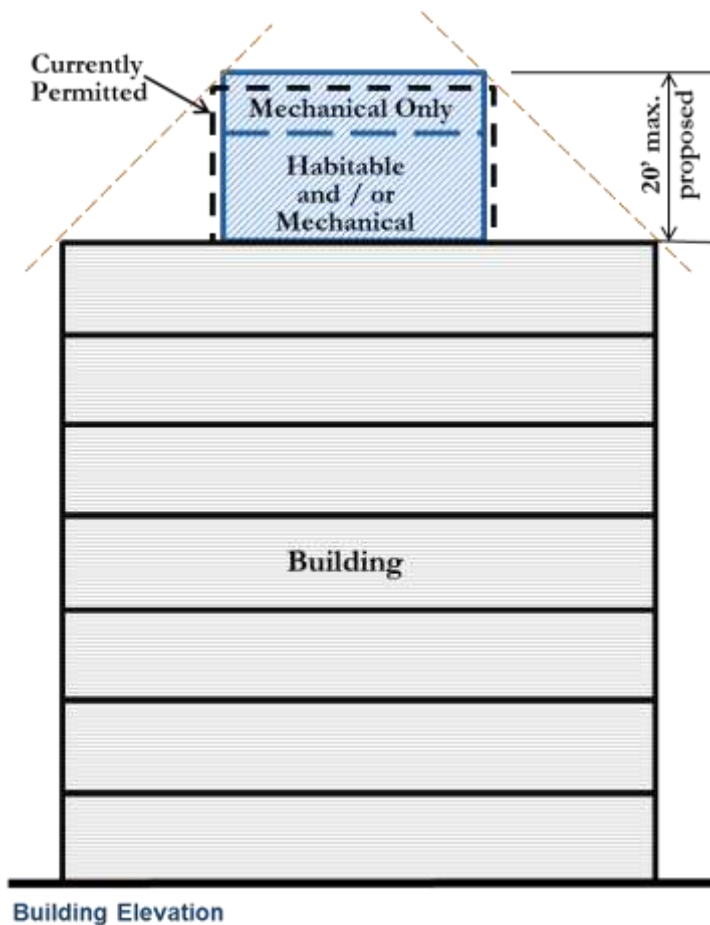 Currently
Permitted
Mechanical Only
Habitable
and / or
Mechanical
20’ max.
proposed
Building
Building Elevation